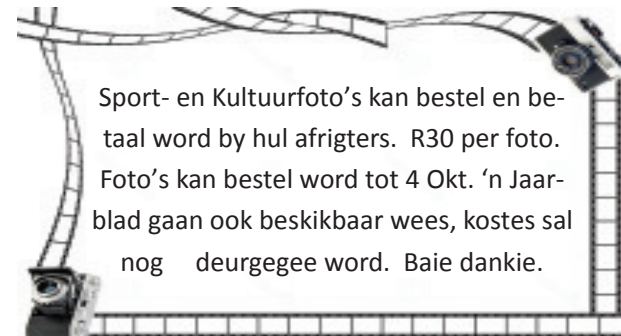 Sport- en Kultuurfoto’s kan bestel en be-
taal word by hul afrigters.  R30 per foto.
Foto’s kan bestel word tot 4 Okt. ‘n Jaar-
blad gaan ook beskikbaar wees, kostes sal
nog    deurgegee word.  Baie dankie.